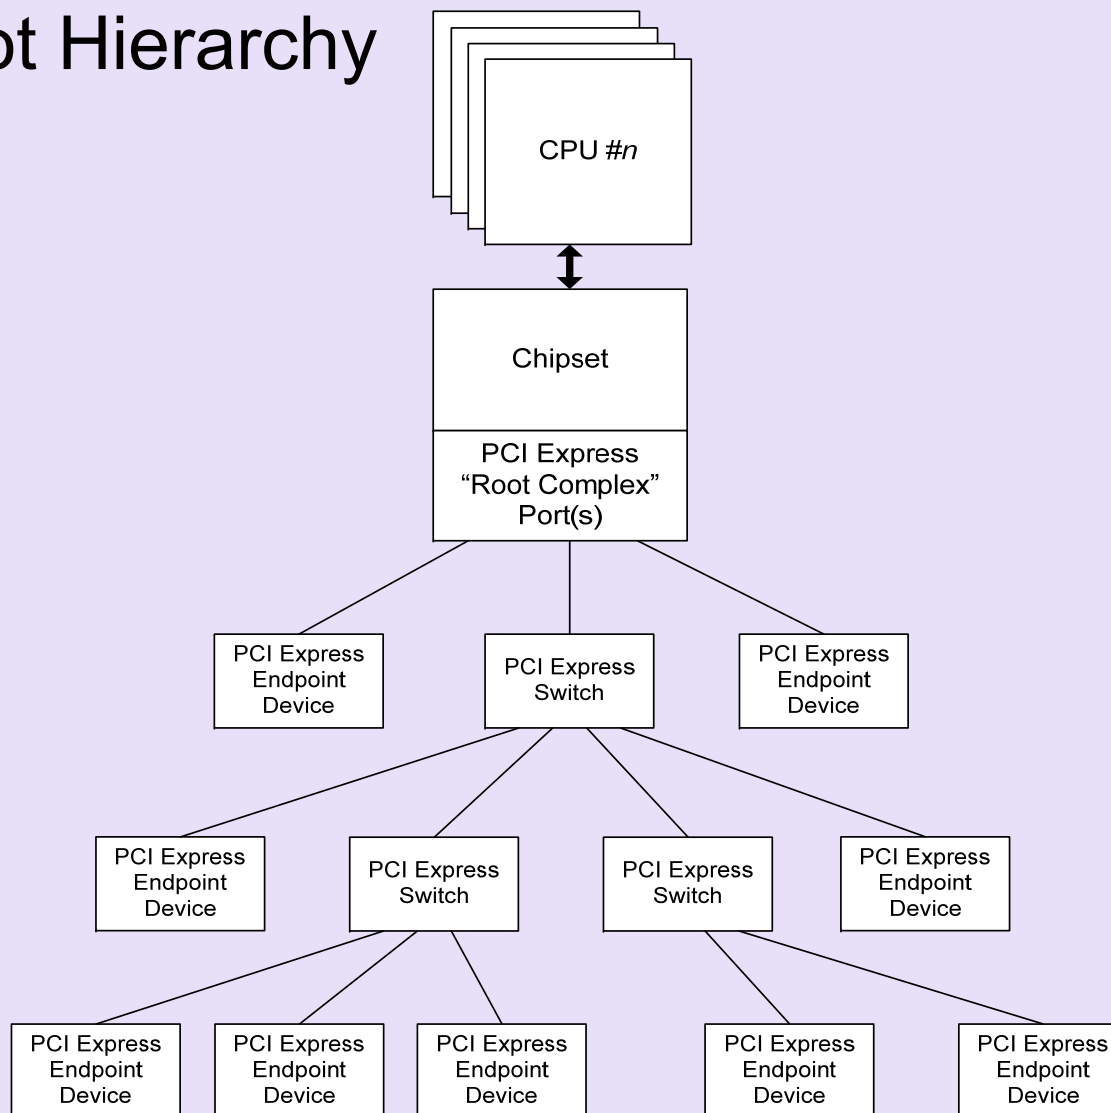 ot Hierarchy
CPU #n
Chipset
PCI Express
“Root Complex”
Port(s)
PCI Express
Endpoint
Device
PCI Express
Switch
PCI Express
Endpoint
Device
PCI Express
Endpoint
Device
PCI Express
Switch
PCI Express
Switch
PCI Express
Endpoint
Device
PCI Express
Endpoint
Device
PCI Express
Endpoint
Device
PCI Express
Endpoint
Device
PCI Express
Endpoint
Device
PCI Express
Endpoint
Device